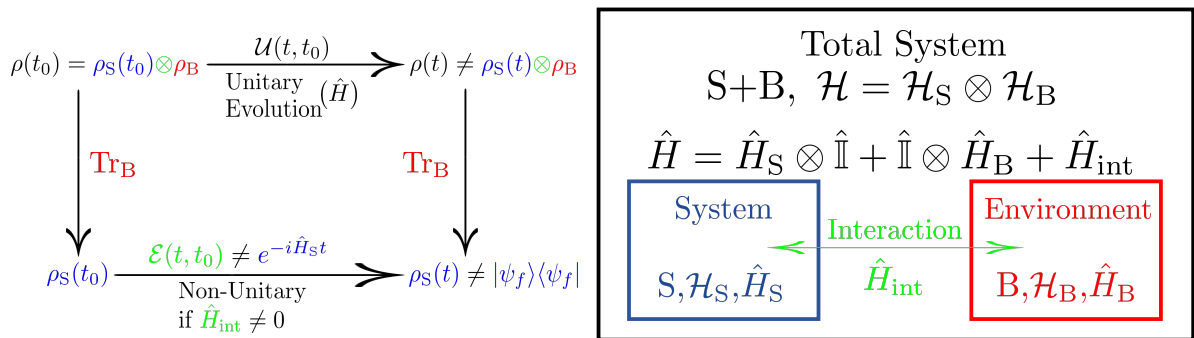 ρ(t₀) = ρ_S(t₀)⊗ρ_B
𝒰(t, t₀)
Unitary
Evolution (Ĥ)
ρ(t) ≠ ρ_S(t)⊗ρ_B
Tr_B
Tr_B
ρ_S(t₀)
ℰ(t, t₀) ≠ e^{-iĤ_S t}
Non-Unitary
if Ĥ_int ≠ 0
ρ_S(t) ≠ |ψ_f⟩⟨ψ_f|
Total System
S+B, ℋ = ℋ_S ⊗ ℋ_B
Ĥ = Ĥ_S ⊗ 𝕀̂ + 𝕀̂ ⊗ Ĥ_B + Ĥ_int
System
S,ℋ_S,Ĥ_S
Interaction
Ĥ_int
Environment
B,ℋ_B,Ĥ_B